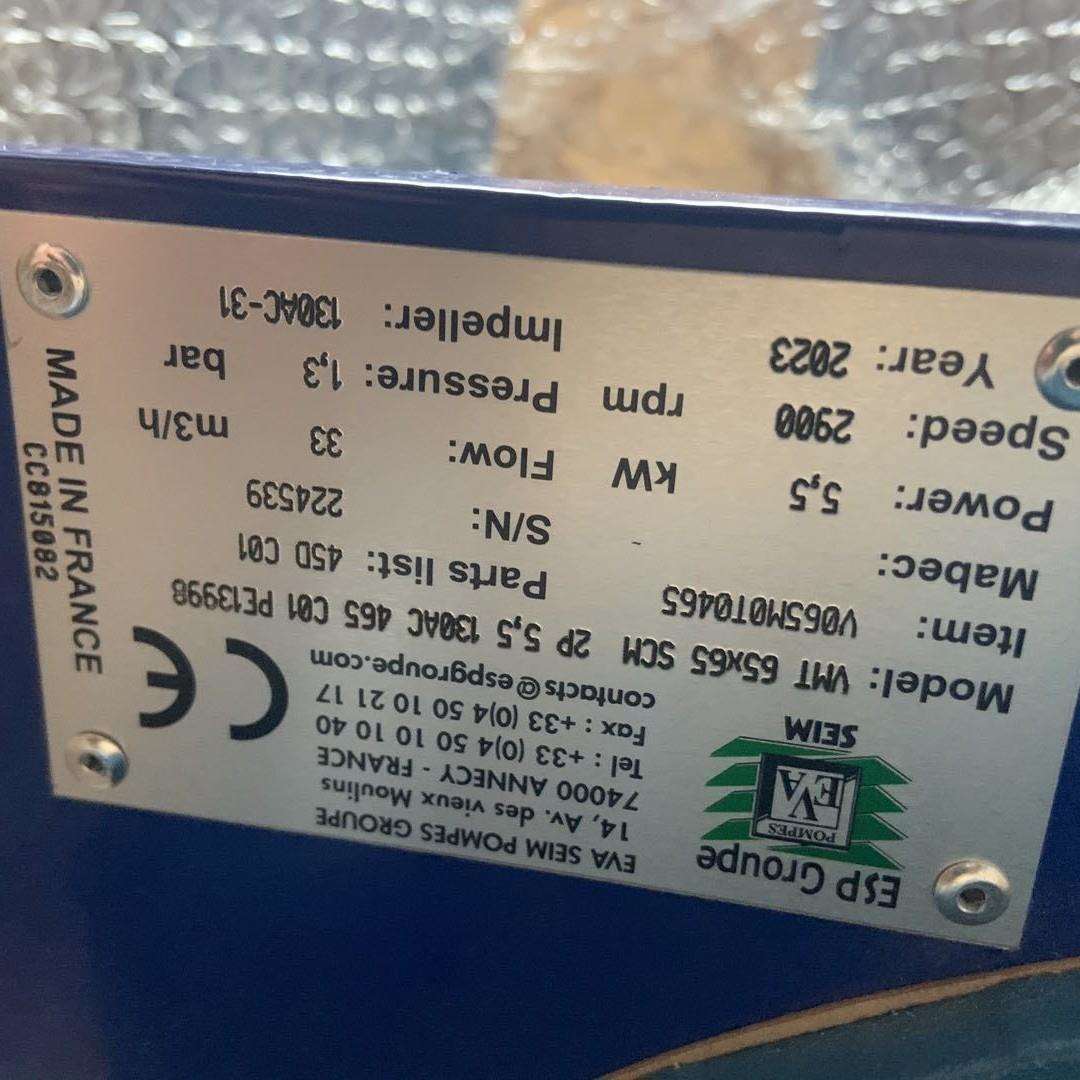 ESP Groupe
POMPES
EVA
SEIM
EVA SEIM POMPES GROUPE
14, Av. des vieux Moulins
74000 ANNECY - FRANCE
Tel : +33 (0)4 50 10 10 40
Fax : +33 (0)4 50 10 21 17
contacts@espgroupe.com
CE
Model: VMT 65x65 SCM 2P 5,5 130AC 465 C01 PE13998
Item: V065M0T0465 Parts list: 45D C01
Mabec: - S/N: 224539
Power: 5,5 kW Flow: 33 m3/h
Speed: 2900 rpm Pressure: 1,3 bar
Year: 2023 Impeller: 130AC-31
MADE IN FRANCE
CC815082